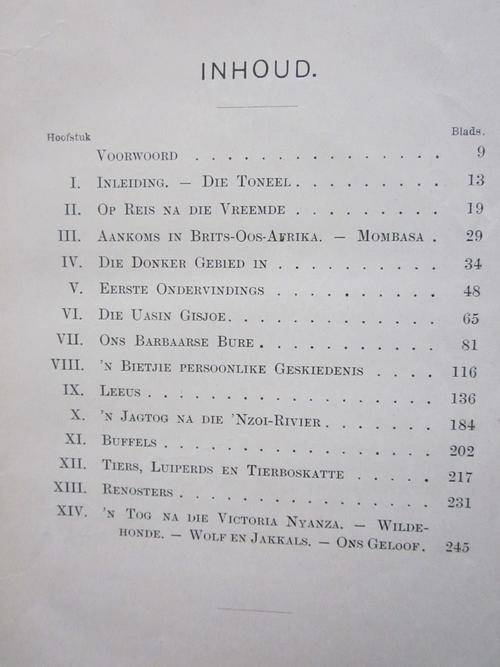 INHOUD.
Hoofstuk Blads.
VOORWOORD . . . . . . . . . . . . . . . 9
I. INLEIDING. — DIE TONEEL . . . . . . . . 13
II. OP REIS NA DIE VREEMDE . . . . . . . . 19
III. AANKOMS IN BRITS-OOS-AFRIKA. — MOMBASA . 29
IV. DIE DONKER GEBIED IN . . . . . . . . . 34
V. EERSTE ONDERVINDINGS . . . . . . . . . 48
VI. DIE UASIN GISJOE . . . . . . . . . . . 65
VII. ONS BARBAARSE BURE . . . . . . . . . . 81
VIII. 'N BIETJIE PERSOONLIKE GESKIEDENIS . . . . 116
IX. LEEUS . . . . . . . . . . . . . . . . 136
X. 'N JAGTOG NA DIE 'NZOI-RIVIER . . . . . . . 184
XI. BUFFELS . . . . . . . . . . . . . . . 202
XII. TIERS, LUIPERDS EN TIERBOSKATTE . . . . . 217
XIII. RENOSTERS . . . . . . . . . . . . . . 231
XIV. 'N TOG NA DIE VICTORIA NYANZA. — WILDE-
HONDE. — WOLF EN JAKKALS. — ONS GELOOF. 245